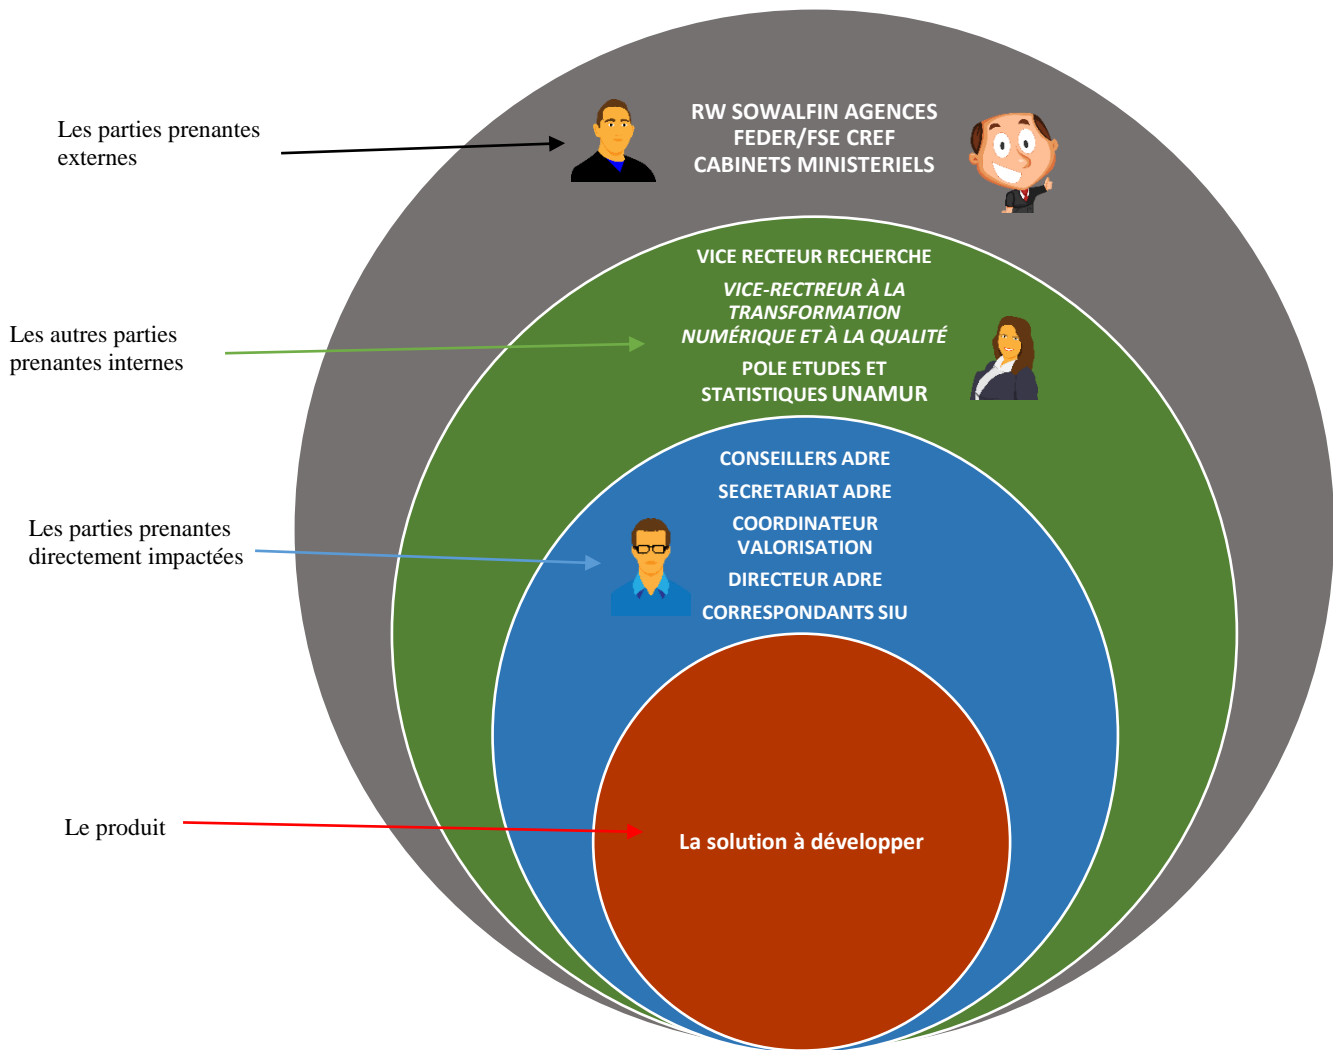 Les parties prenantes
externes
RW SOWALFIN AGENCES
FEDER/FSE CREF
CABINETS MINISTERIELS
Les autres parties
prenantes internes
VICE RECTEUR RECHERCHE
VICE-RECTREUR À LA
TRANSFORMATION
NUMÉRIQUE ET À LA QUALITÉ
POLE ETUDES ET
STATISTIQUES UNAMUR
Les parties prenantes
directement impactées
CONSEILLERS ADRE
SECRETARIAT ADRE
COORDINATEUR
VALORISATION
DIRECTEUR ADRE
CORRESPONDANTS SIU
Le produit
La solution à développer